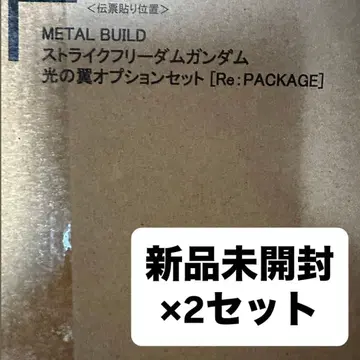 <伝票貼り位置>
METAL BUILD
ストライクフリーダムガンダム
光の翼オプションセット [Re:PACKAGE]
新品未開封
×2セット